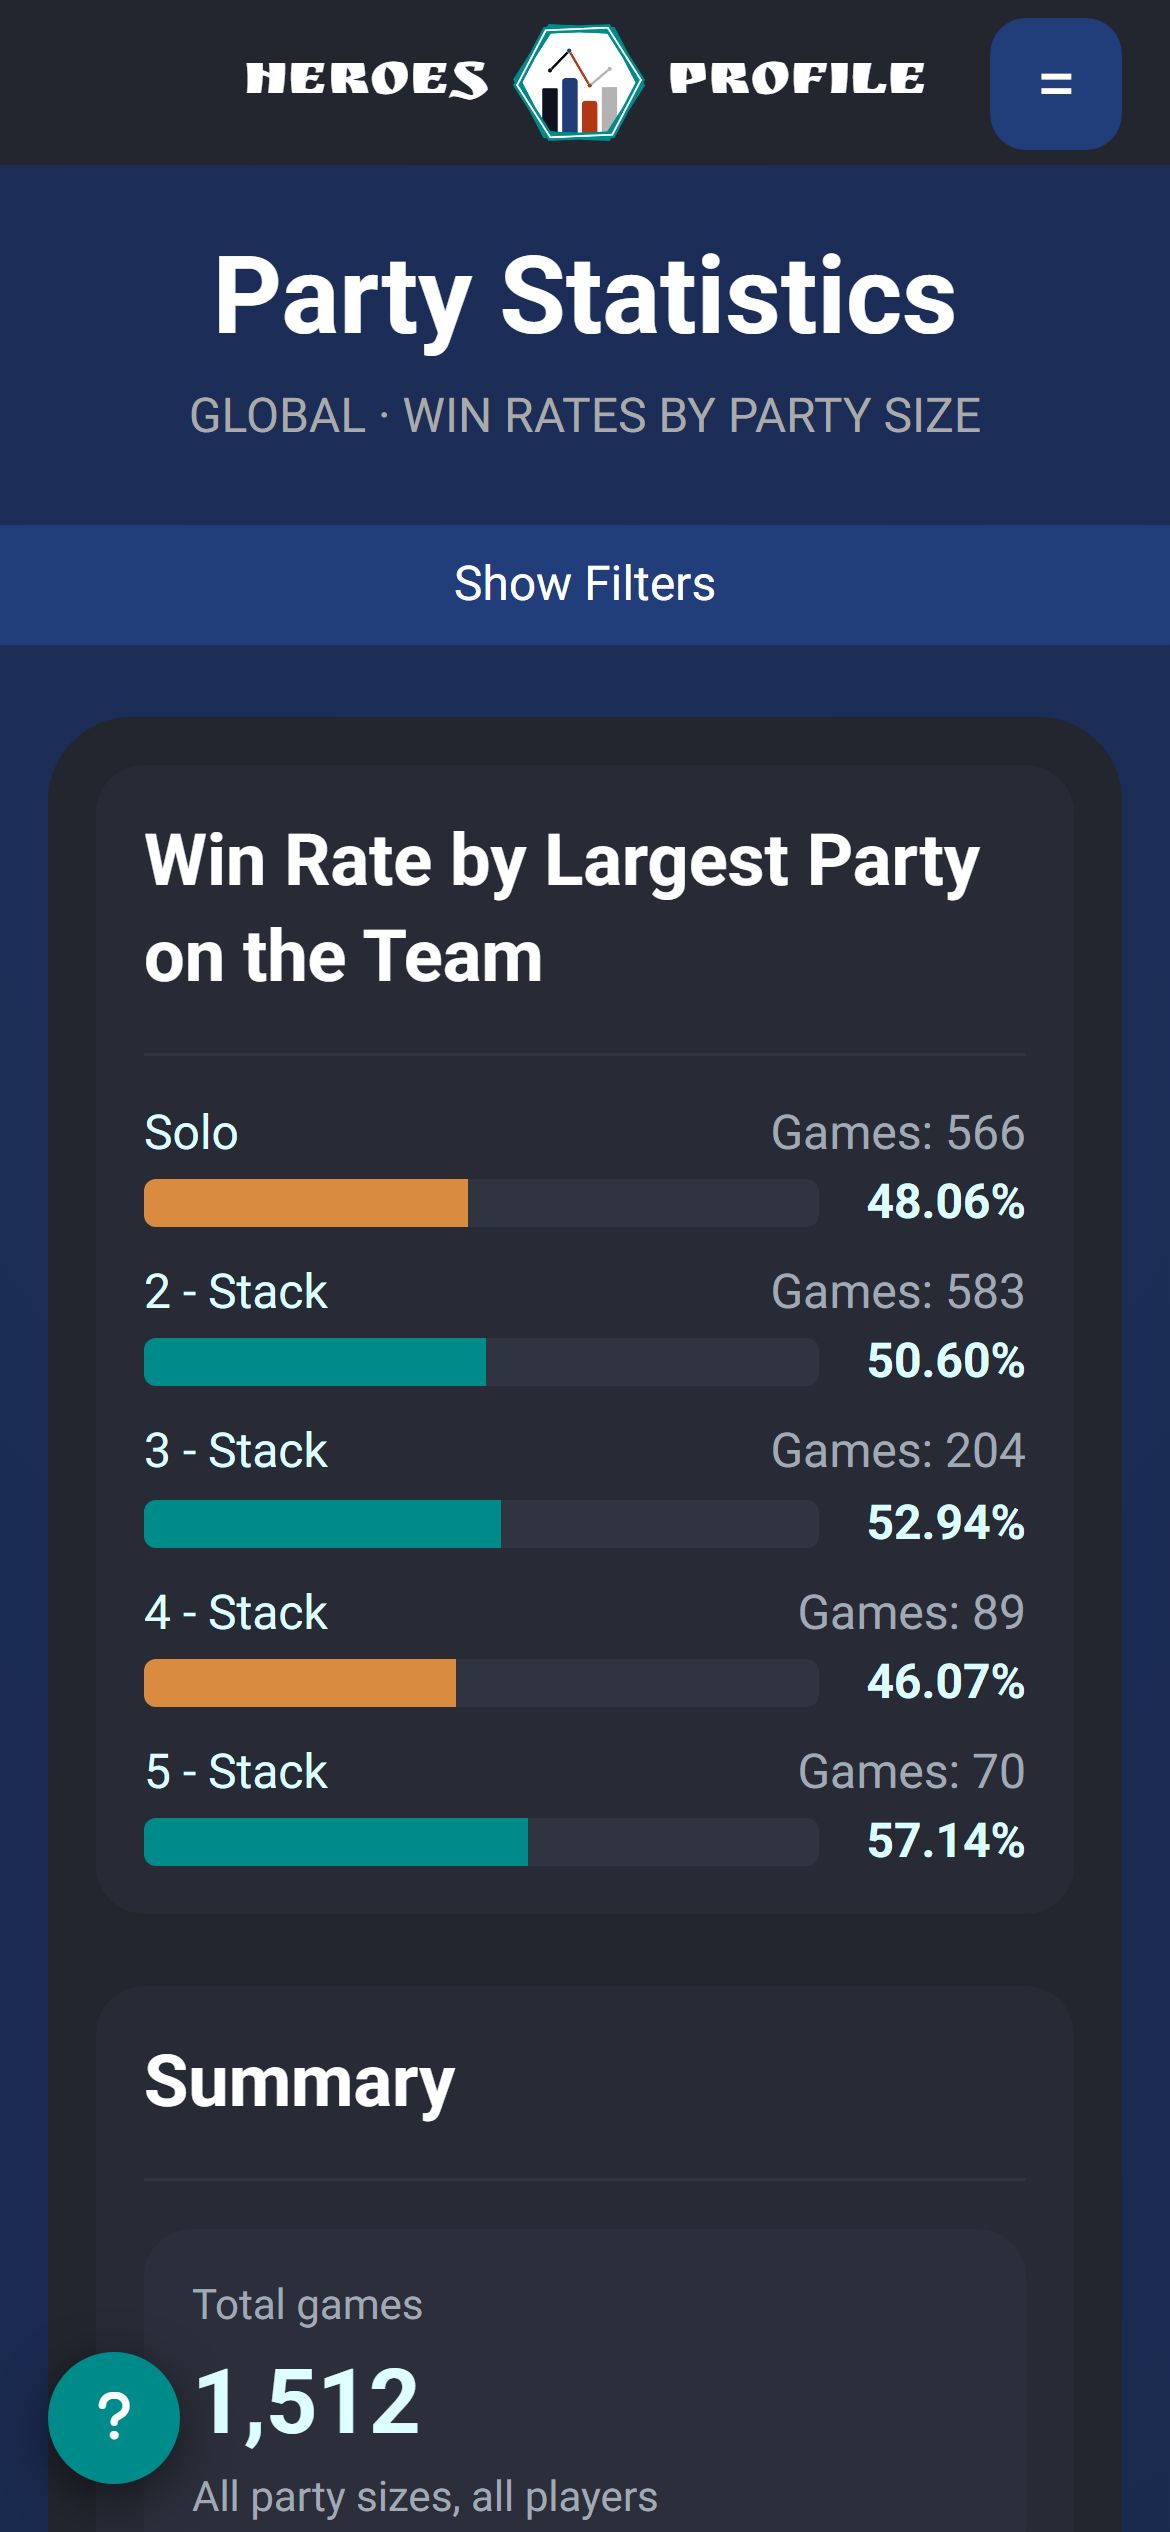 HEROES PROFILE
=
Party Statistics
GLOBAL · WIN RATES BY PARTY SIZE
Show Filters
Win Rate by Largest Party
on the Team
Solo Games: 566
48.06%
2 - Stack Games: 583
50.60%
3 - Stack Games: 204
52.94%
4 - Stack Games: 89
46.07%
5 - Stack Games: 70
57.14%
Summary
Total games
1,512
?
All party sizes, all players